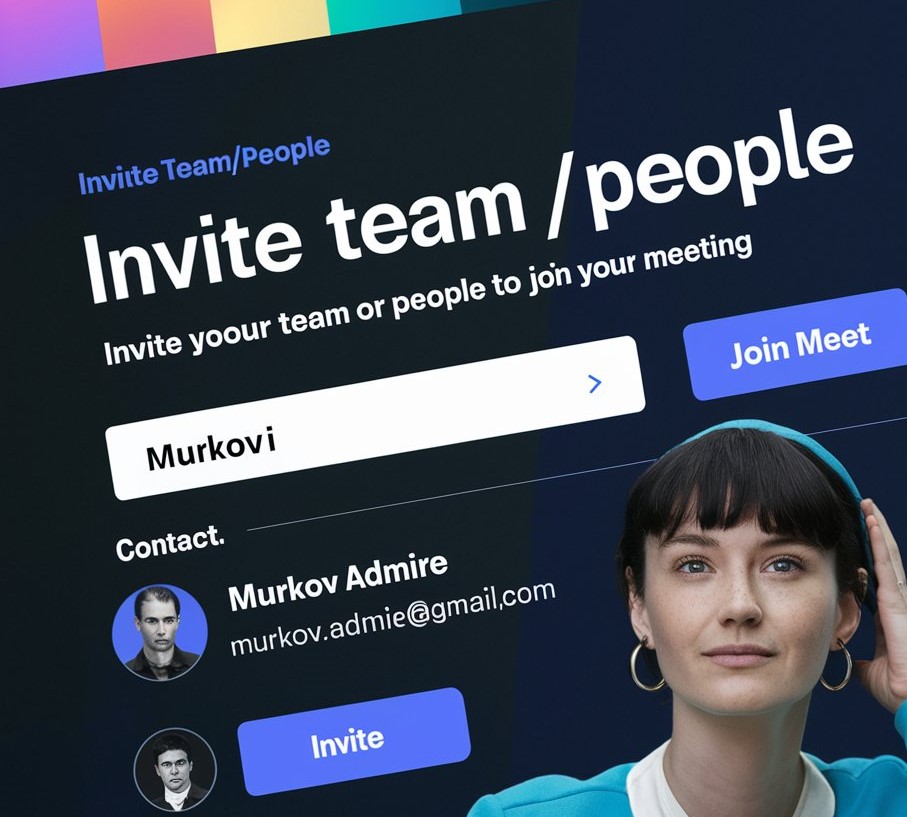 Inviite Team/People
Invite team /people
Invite yoour team or people to join your meeting
Murkovi >
Join Meet
Contact.
Murkov Admire
murkov.admie@gmail,com
Invite